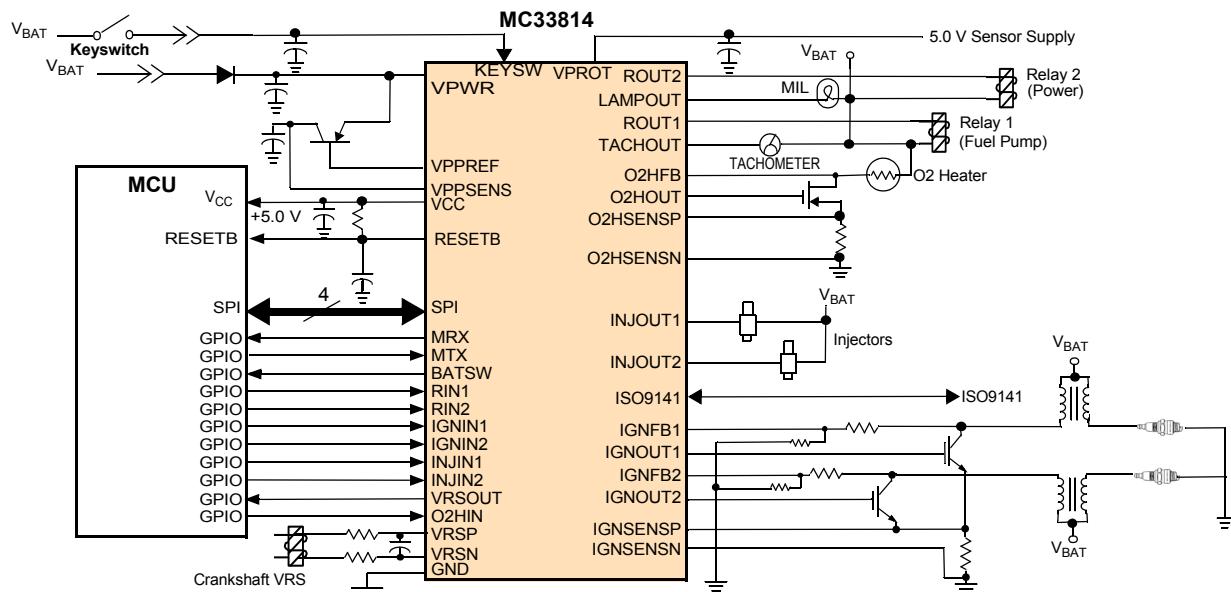 MC33814
VBAT
Keyswitch
VBAT
5.0 V Sensor Supply
KEYSW
VPROT
VPWR
VPPREF
VPPSENS
VCC
RESETB
SPI
MRX
MTX
BATSW
RIN1
RIN2
IGNIN1
IGNIN2
INJIN1
INJIN2
VRSOUT
O2HIN
VRSP
VRSN
GND
MCU
VCC
+5.0 V
RESETB
SPI
4
GPIO
GPIO
GPIO
GPIO
GPIO
GPIO
GPIO
GPIO
GPIO
GPIO
GPIO
Crankshaft VRS
ROUT2
LAMPOUT
ROUT1
TACHOUT
O2HFB
O2HOUT
O2HSENSP
O2HSENSN
INJOUT1
INJOUT2
ISO9141
IGNFB1
IGNOUT1
IGNFB2
IGNOUT2
IGNSENSP
IGNSENSN
VBAT
MIL
TACHOMETER
Relay 2
(Power)
Relay 1
(Fuel Pump)
O2 Heater
VBAT
Injectors
ISO9141
VBAT
VBAT